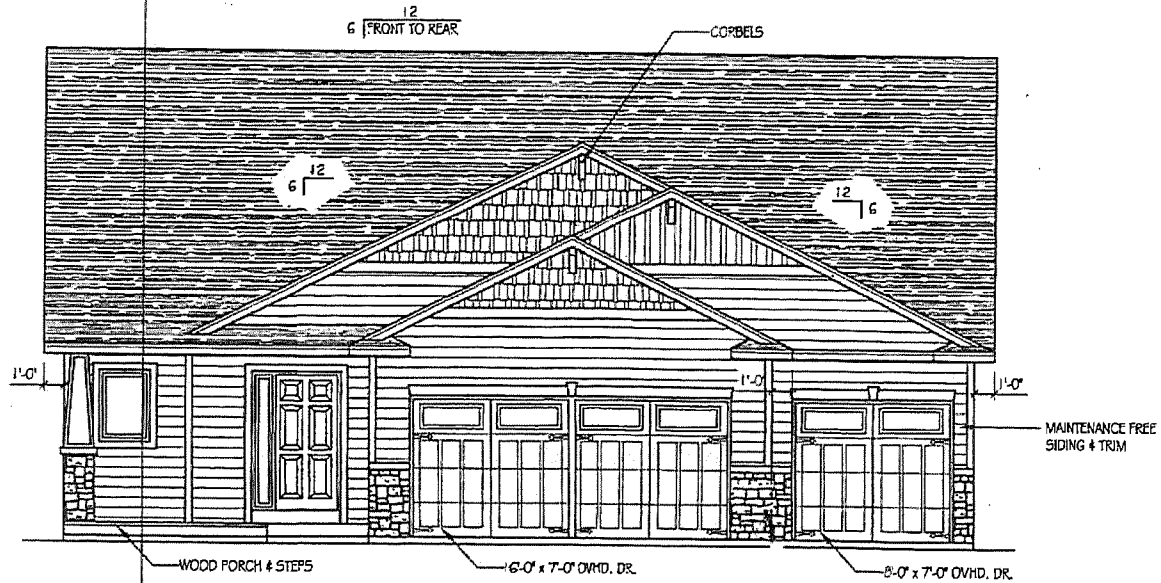 12
6 FRONT TO REAR
CORBELS
12
6
12
6
1'-0"
1'-0"
1'-0"
MAINTENANCE FREE
SIDING & TRIM
WOOD PORCH & STEPS
16'-0" x 7'-0" OVHD. DR.
8'-0" x 7'-0" OVHD. DR.